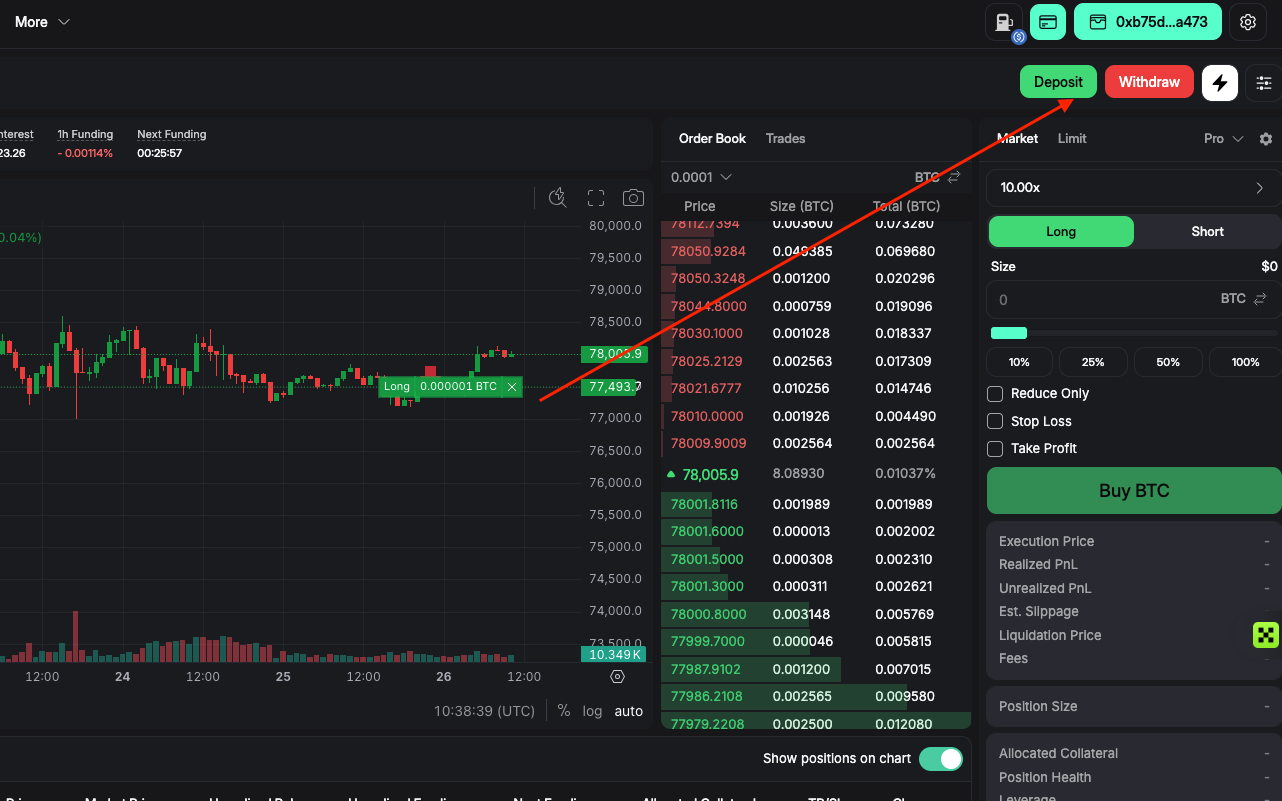 More
0xb75d...a473
Deposit
Withdraw
nterest
1h Funding
Next Funding
23.26
- 0.00114%
00:25:57
Order Book
Trades
0.0001
BTC
Price
Size (BTC)
Total (BTC)
78112.7394 0.003600 0.073280
78050.9284 0.049385 0.069680
78050.3248 0.001200 0.020296
78044.8000 0.000759 0.019096
78030.1000 0.001028 0.018337
78025.2129 0.002563 0.017309
78021.6777 0.010256 0.014746
78010.0000 0.001926 0.004490
78009.9009 0.002564 0.002564
78,005.9 8.08930 0.01037%
78001.8116 0.001989 0.001989
78001.6000 0.000013 0.002002
78001.5000 0.000308 0.002310
78001.3000 0.000311 0.002621
78000.8000 0.003148 0.005769
77999.7000 0.000046 0.005815
77987.9102 0.001200 0.007015
77986.2108 0.002565 0.009580
77979.2208 0.002500 0.012080
0.04%)
80,000.0
79,500.0
79,000.0
78,500.0
78,005.9
77,493.7
77,000.0
76,500.0
76,000.0
75,500.0
75,000.0
74,500.0
74,000.0
73,500.0
10.349 K
Long 0.000001 BTC
12:00 24 12:00 25 12:00 26 12:00
10:38:39 (UTC) % log auto
Show positions on chart
Market
Limit
Pro
10.00x
Long
Short
Size $0
0 BTC
10% 25% 50% 100%
Reduce Only
Stop Loss
Take Profit
Buy BTC
Execution Price -
Realized PnL -
Unrealized PnL -
Est. Slippage -
Liquidation Price
Fees -
Position Size -
Allocated Collateral -
Position Health -
Leverage